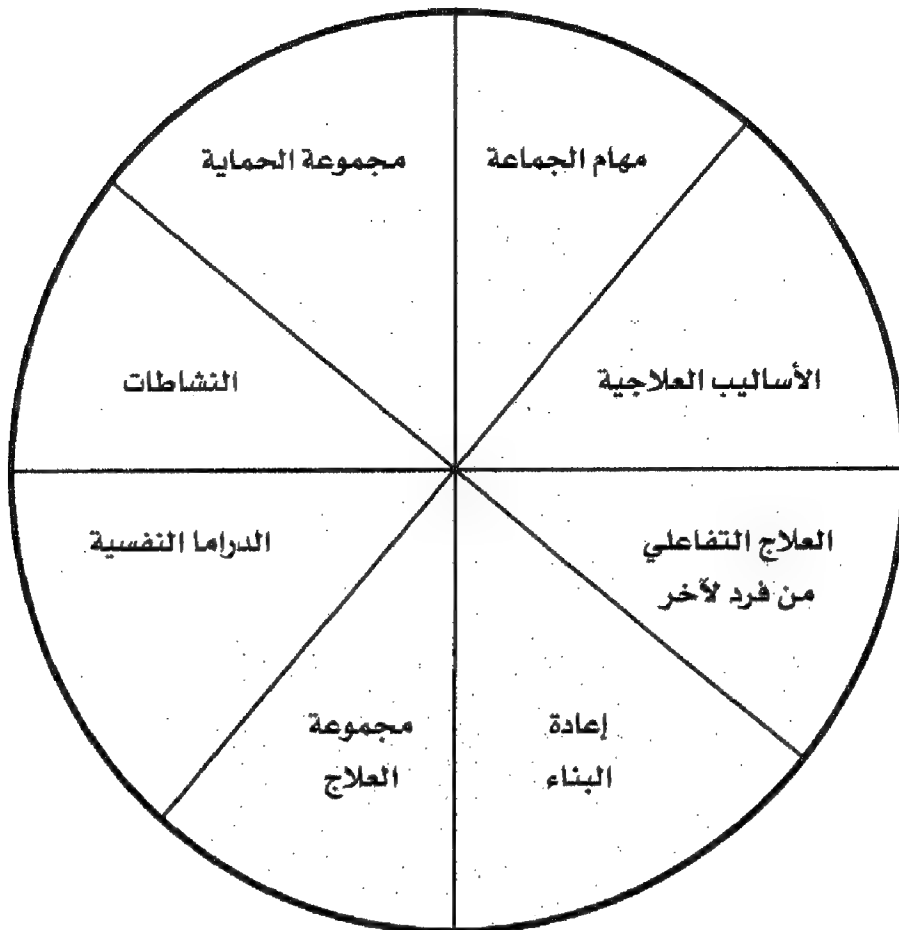 مهام الجماعة
مجموعة الحماية
الأساليب العلاجية
النشاطات
العلاج التفاعلي
من فرد لآخر
الدراما النفسية
إعادة
البناء
مجموعة
العلاج